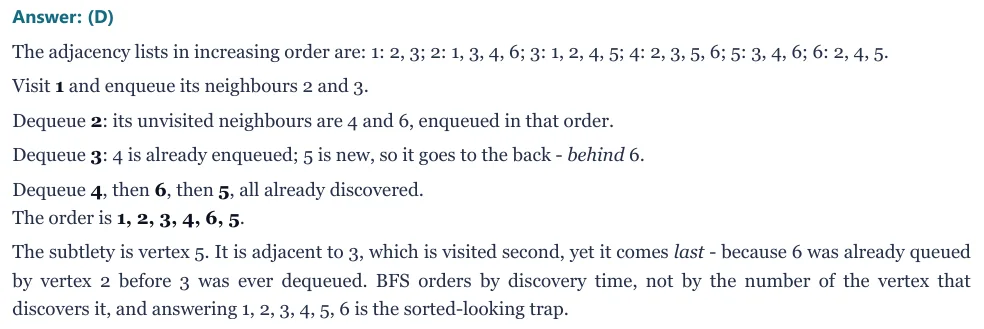 Answer: (D)
The adjacency lists in increasing order are: 1: 2, 3; 2: 1, 3, 4, 6; 3: 1, 2, 4, 5; 4: 2, 3, 5, 6; 5: 3, 4, 6; 6: 2, 4, 5.
Visit 1 and enqueue its neighbours 2 and 3.
Dequeue 2: its unvisited neighbours are 4 and 6, enqueued in that order.
Dequeue 3: 4 is already enqueued; 5 is new, so it goes to the back - behind 6.
Dequeue 4, then 6, then 5, all already discovered.
The order is 1, 2, 3, 4, 6, 5.
The subtlety is vertex 5. It is adjacent to 3, which is visited second, yet it comes last - because 6 was already queued
by vertex 2 before 3 was ever dequeued. BFS orders by discovery time, not by the number of the vertex that
discovers it, and answering 1, 2, 3, 4, 5, 6 is the sorted-looking trap.